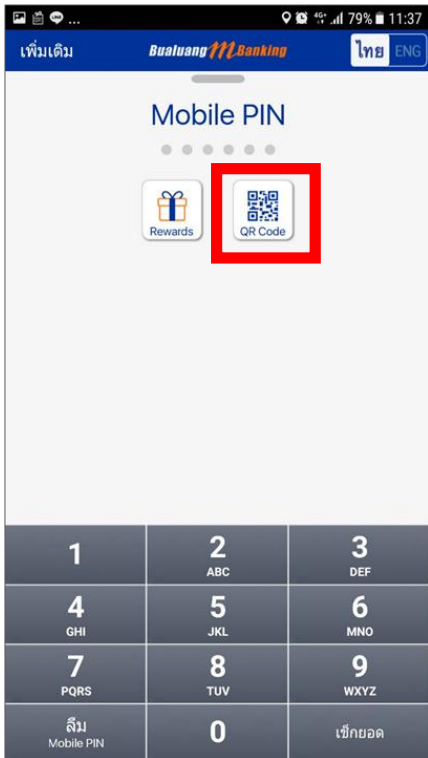 ... 4G+ 79% 11:37
เพิ่มเติม Bualuang mBanking ไทย ENG
Mobile PIN
Rewards QR Code
1 2 3
ABC DEF
4 5 6
GHI JKL MNO
7 8 9
PQRS TUV WXYZ
ลืม 0 เช็กยอด
Mobile PIN